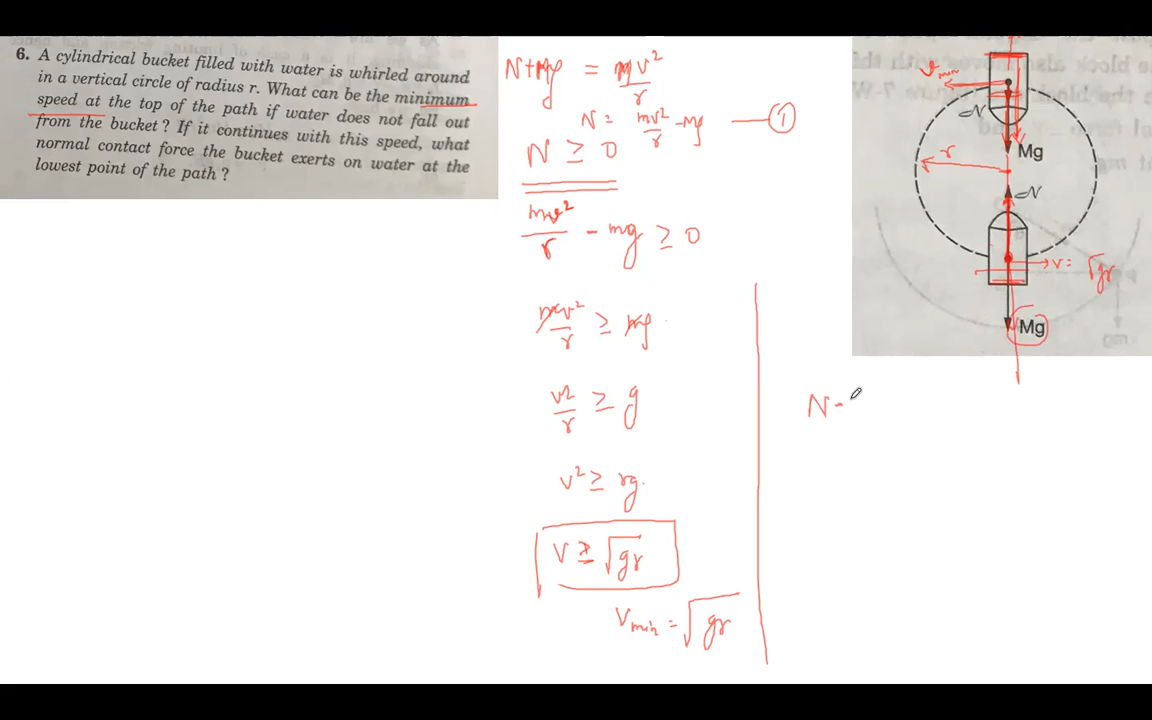 6. A cylindrical bucket filled with water is whirled around
in a vertical circle of radius r. What can be the minimum
speed at the top of the path if water does not fall out
from the bucket ? If it continues with this speed, what
normal contact force the bucket exerts on water at the
lowest point of the path ?
N+Mg = mv²/r
N = mv²/r - mg —①
N ≥ 0
mv²/r - mg ≥ 0
mv²/r ≥ mg
v²/r ≥ g
v² ≥ rg.
V ≥ √gr
Vmin = √gr
N-
vmin
N
Mg
r
N
v = √gr
Mg